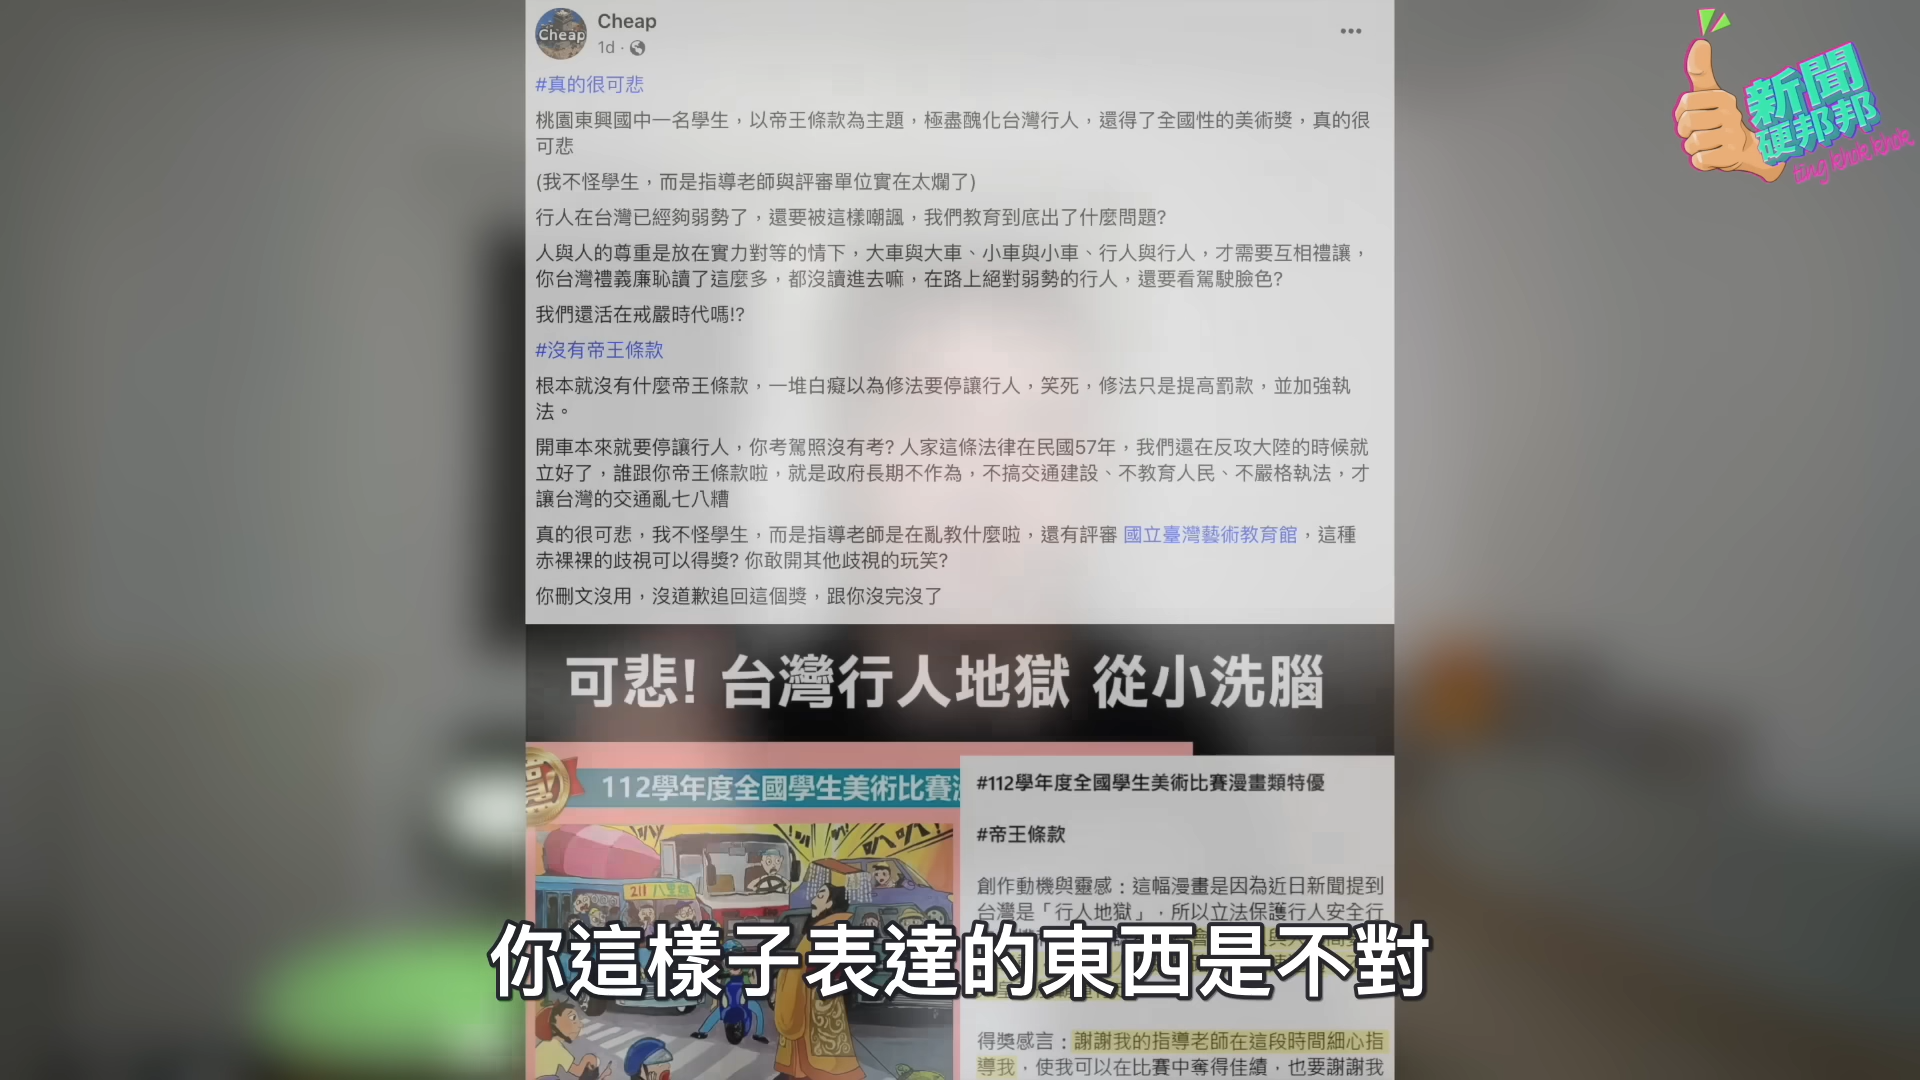 Cheap
Cheap
1d
#真的很可悲
桃園東興國中一名學生，以帝王條款為主題，極盡醜化台灣行人，還得了全國性的美術獎，真的很
可悲
(我不怪學生，而是指導老師與評審單位實在太爛了)
行人在台灣已經夠弱勢了，還要被這樣嘲諷，我們教育到底出了什麼問題?
人與人的尊重是放在實力對等的情下，大車與大車、小車與小車、行人與行人，才需要互相禮讓，
你台灣禮義廉恥讀了這麼多，都沒讀進去嘛，在路上絕對弱勢的行人，還要看駕駛臉色?
我們還活在戒嚴時代嗎!?
#沒有帝王條款
根本就沒有什麼帝王條款，一堆白癡以為修法要停讓行人，笑死，修法只是提高罰款，並加強執
法。
開車本來就要停讓行人，你考駕照沒有考? 人家這條法律在民國57年，我們還在反攻大陸的時候就
立好了，誰跟你帝王條款啦，就是政府長期不作為，不搞交通建設、不教育人民、不嚴格執法，才
讓台灣的交通亂七八糟
真的很可悲，我不怪學生，而是指導老師是在亂教什麼啦，還有評審 國立臺灣藝術教育館，這種
赤裸裸的歧視可以得獎? 你敢開其他歧視的玩笑?
你刪文沒用，沒道歉追回這個獎，跟你沒完沒了
可悲! 台灣行人地獄 從小洗腦
112學年度全國學生美術比賽
#112學年度全國學生美術比賽漫畫類特優
#帝王條款
創作動機與靈感：這幅漫畫是因為近日新聞提到
台灣是「行人地獄」，所以立法保護行人安全行
得獎感言：謝謝我的指導老師在這段時間細心指
導我，使我可以在比賽中奪得佳績，也要謝謝我
叭!叭!
211
你這樣子表達的東西是不對
新聞
硬邦邦
ting khok khok